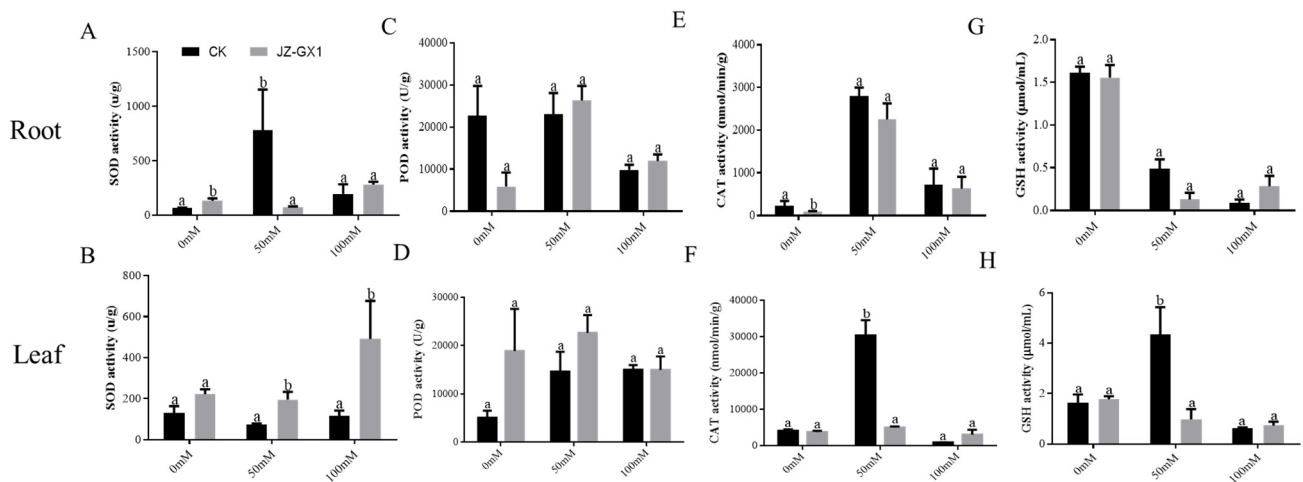 A
SOD activity (u/g)
1500
1000
500
0
CK
JZ-GX1
a
b
b
a
a
a
0mM
50mM
100mM
C
POD activity (U/g)
40000
30000
20000
10000
0
a
a
a
a
a
a
0mM
50mM
100mM
E
CAT activity (nmol/min/g)
4000
3000
2000
1000
0
a
b
a
a
a
a
0mM
50mM
100mM
G
GSH activity (μmol/mL)
2.0
1.5
1.0
0.5
0.0
a
a
a
a
a
a
0mM
50mM
100mM
Root
B
SOD activity (u/g)
800
600
400
200
0
a
a
a
b
a
b
0mM
50mM
100mM
D
POD activity (U/g)
30000
20000
10000
0
a
a
a
a
a
a
0mM
50mM
100mM
F
CAT activity (nmol/min/g)
40000
30000
20000
10000
0
a
a
b
a
a
a
0mM
50mM
100mM
H
GSH activity (μmol/mL)
6
4
2
0
a
a
b
a
a
a
0mM
50mM
100mM
Leaf